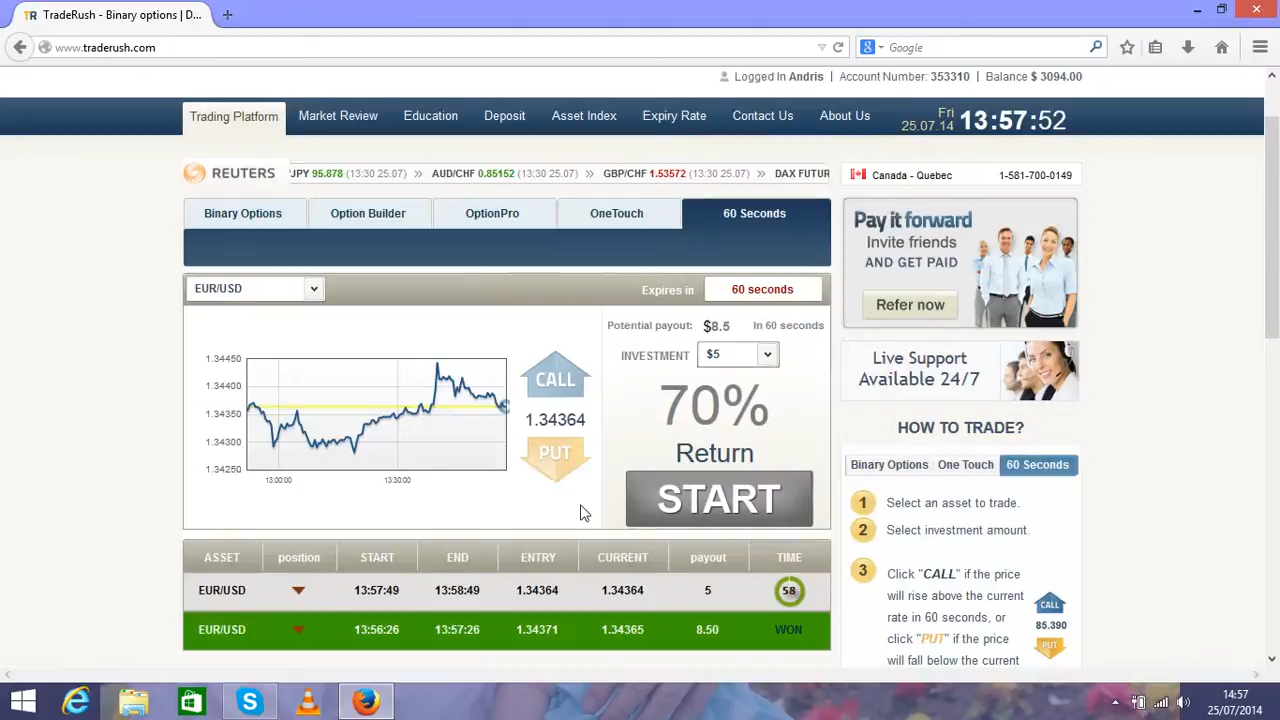 TR TradeRush - Binary options | D...
www.traderush.com
Google
Logged In Andris | Account Number: 353310 | Balance $ 3094.00
Trading Platform Market Review Education Deposit Asset Index Expiry Rate Contact Us About Us
Fri
25.07.14 13:57:52
REUTERS /JPY 95.878 (13:30 25.07) >> AUD/CHF 0.85152 (13:30 25.07) >> GBP/CHF 1.53572 (13:30 25.07) >> DAX FUTUR
Canada - Quebec 1-581-700-0149
Binary Options Option Builder OptionPro OneTouch 60 Seconds
Pay it forward
Invite friends
AND GET PAID
Refer now
EUR/USD Expires in 60 seconds
Potential payout: $8.5 In 60 seconds
INVESTMENT $5
70%
Return
START
1.34450
1.34400
1.34350
1.34300
1.34250
13:00:00 13:30:00
CALL
1.34364
PUT
Live Support
Available 24/7
HOW TO TRADE?
Binary Options One Touch 60 Seconds
1 Select an asset to trade.
2 Select investment amount.
3 Click "CALL" if the price
will rise above the current
rate in 60 seconds, or
click "PUT" if the price
will fall below the current
CALL
85.390
PUT
ASSET position START END ENTRY CURRENT payout TIME
EUR/USD 13:57:49 13:58:49 1.34364 1.34364 5 58
EUR/USD 13:56:26 13:57:26 1.34371 1.34365 8.50 WON
14:57
25/07/2014